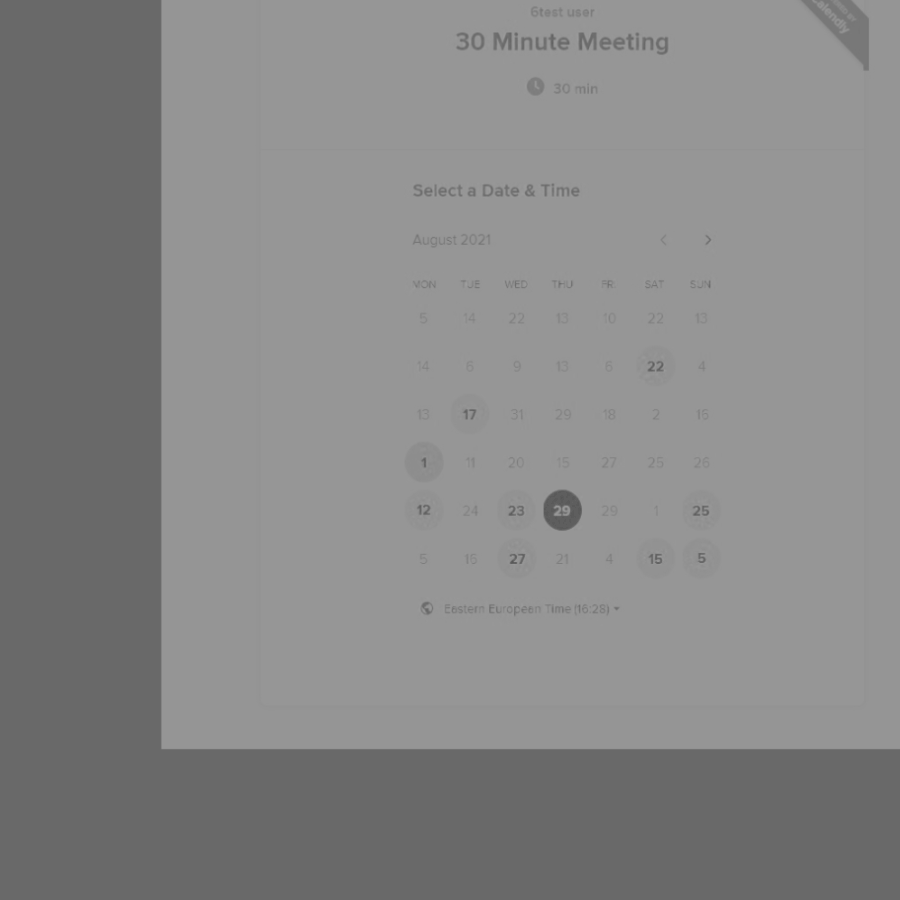 6test user
30 Minute Meeting
30 min
Calendly
Select a Date & Time
August 2021
MON TUE WED THU FRI SAT SUN
5 14 22 13 10 22 13
14 6 9 13 6 22 4
13 17 31 29 18 2 16
1 11 20 15 27 25 26
12 24 23 29 29 1 25
5 15 27 21 4 15 5
Eastern European Time (16:28)